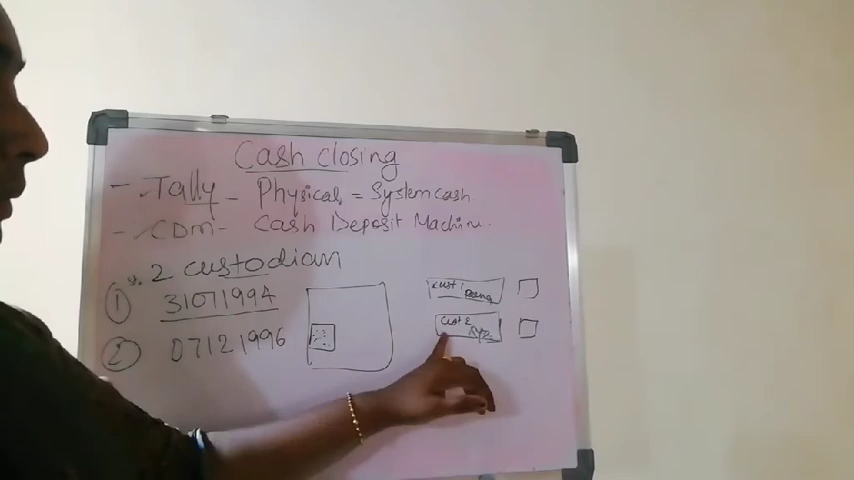 Cash closing
- Tally - Physical = System cash
- CDM - Cash Deposit Machine.
2 custodian
① 31071994
② 07121996
cust 1
cust 2